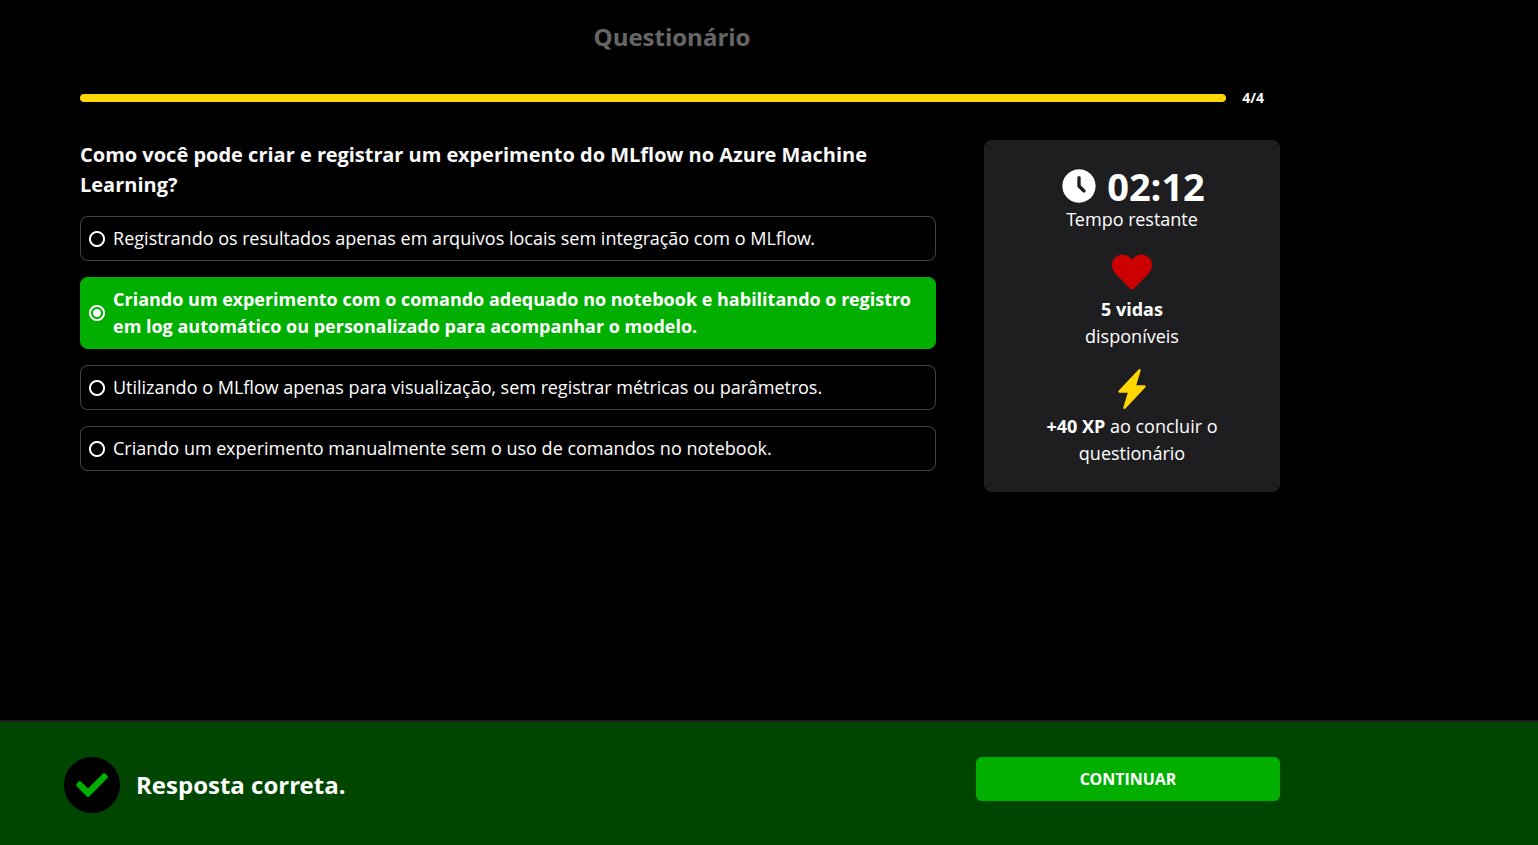 Questionário
4/4
Como você pode criar e registrar um experimento do MLflow no Azure Machine
Learning?
Registrando os resultados apenas em arquivos locais sem integração com o MLflow.
Criando um experimento com o comando adequado no notebook e habilitando o registro
em log automático ou personalizado para acompanhar o modelo.
Utilizando o MLflow apenas para visualização, sem registrar métricas ou parâmetros.
Criando um experimento manualmente sem o uso de comandos no notebook.
02:12
Tempo restante
5 vidas
disponíveis
+40 XP ao concluir o
questionário
Resposta correta.
CONTINUAR